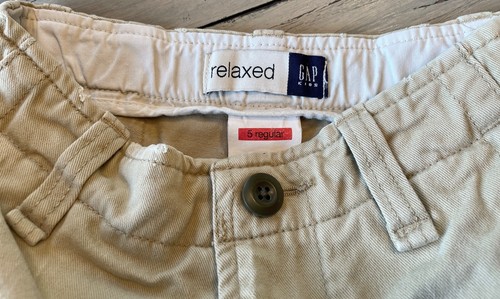 relaxed
GAP
KIDS
5 regular